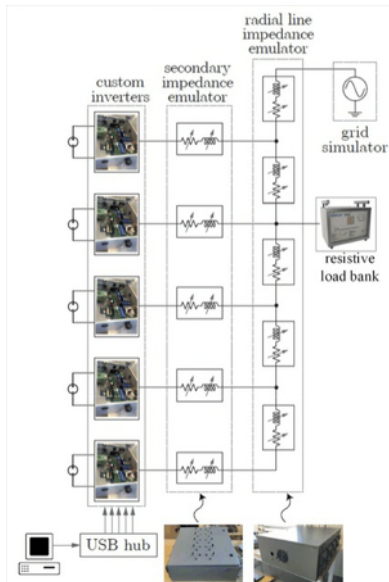 radial line
impedance
emulator
secondary
impedance
emulator
custom
inverters
grid
simulator
resistive
load bank
USB hub